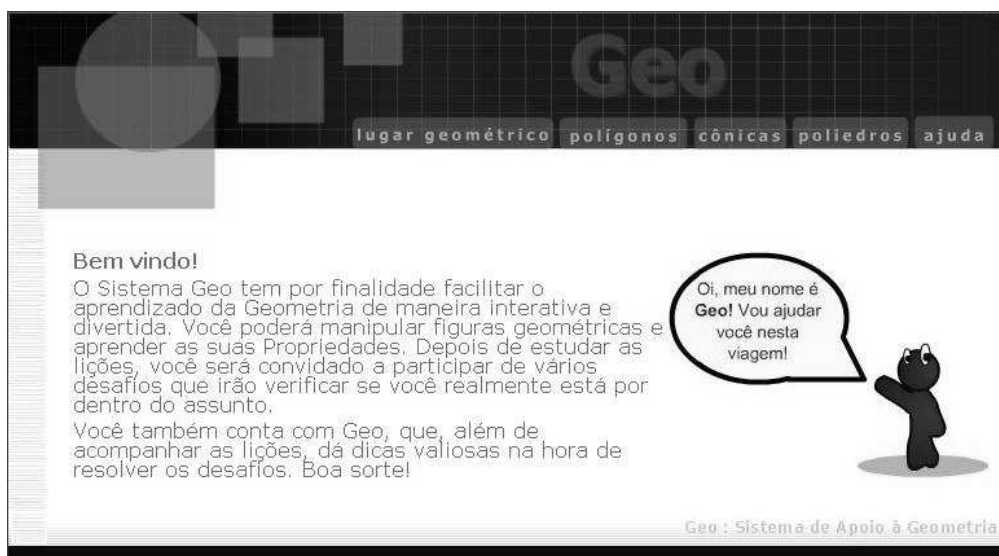 Geo
lugar geométrico polígonos cônicas poliedros ajuda
Bem vindo!
O Sistema Geo tem por finalidade facilitar o
aprendizado da Geometria de maneira interativa e
divertida. Você poderá manipular figuras geométricas e
aprender as suas Propriedades. Depois de estudar as
lições, você será convidado a participar de vários
desafios que irão verificar se você realmente está por
dentro do assunto.
Você também conta com Geo, que, além de
acompanhar as lições, dá dicas valiosas na hora de
resolver os desafios. Boa sorte!
Oi, meu nome é
Geo! Vou ajudar
você nesta
viagem!
Geo : Sistema de Apoio à Geometria